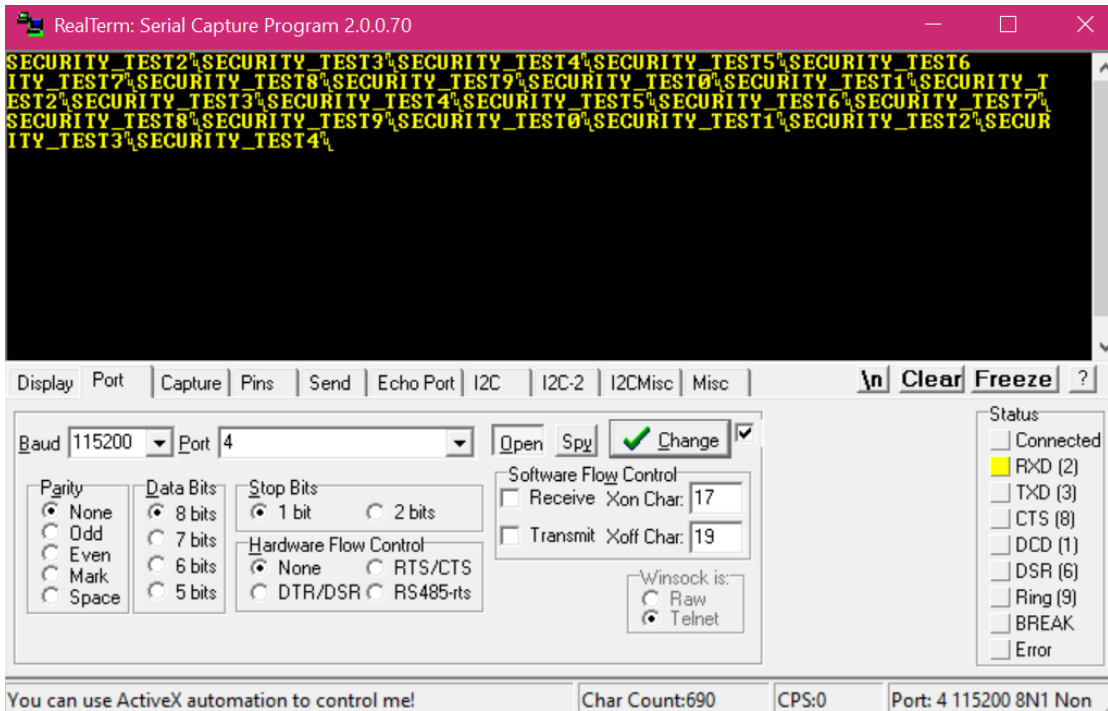 RealTerm: Serial Capture Program 2.0.0.70
SECURITY_TEST2␊SECURITY_TEST3␊SECURITY_TEST4␊SECURITY_TEST5␊SECURITY_TEST6
ITY_TEST7␊SECURITY_TEST8␊SECURITY_TEST9␊SECURITY_TEST0␊SECURITY_TEST1␊SECURITY_T
EST2␊SECURITY_TEST3␊SECURITY_TEST4␊SECURITY_TEST5␊SECURITY_TEST6␊SECURITY_TEST7␊
SECURITY_TEST8␊SECURITY_TEST9␊SECURITY_TEST0␊SECURITY_TEST1␊SECURITY_TEST2␊SECUR
ITY_TEST3␊SECURITY_TEST4␊
Display Port Capture Pins Send Echo Port I2C I2C-2 I2CMisc Misc \n Clear Freeze ?
Baud 115200 Port 4 Open Spy Change
Parity
None
Odd
Even
Mark
Space
Data Bits
8 bits
7 bits
6 bits
5 bits
Stop Bits
1 bit 2 bits
Hardware Flow Control
None RTS/CTS
DTR/DSR RS485-rts
Software Flow Control
Receive Xon Char: 17
Transmit Xoff Char: 19
Winsock is:
Raw
Telnet
Status
Connected
RXD (2)
TXD (3)
CTS (8)
DCD (1)
DSR (6)
Ring (9)
BREAK
Error
You can use ActiveX automation to control me! Char Count:690 CPS:0 Port: 4 115200 8N1 Non